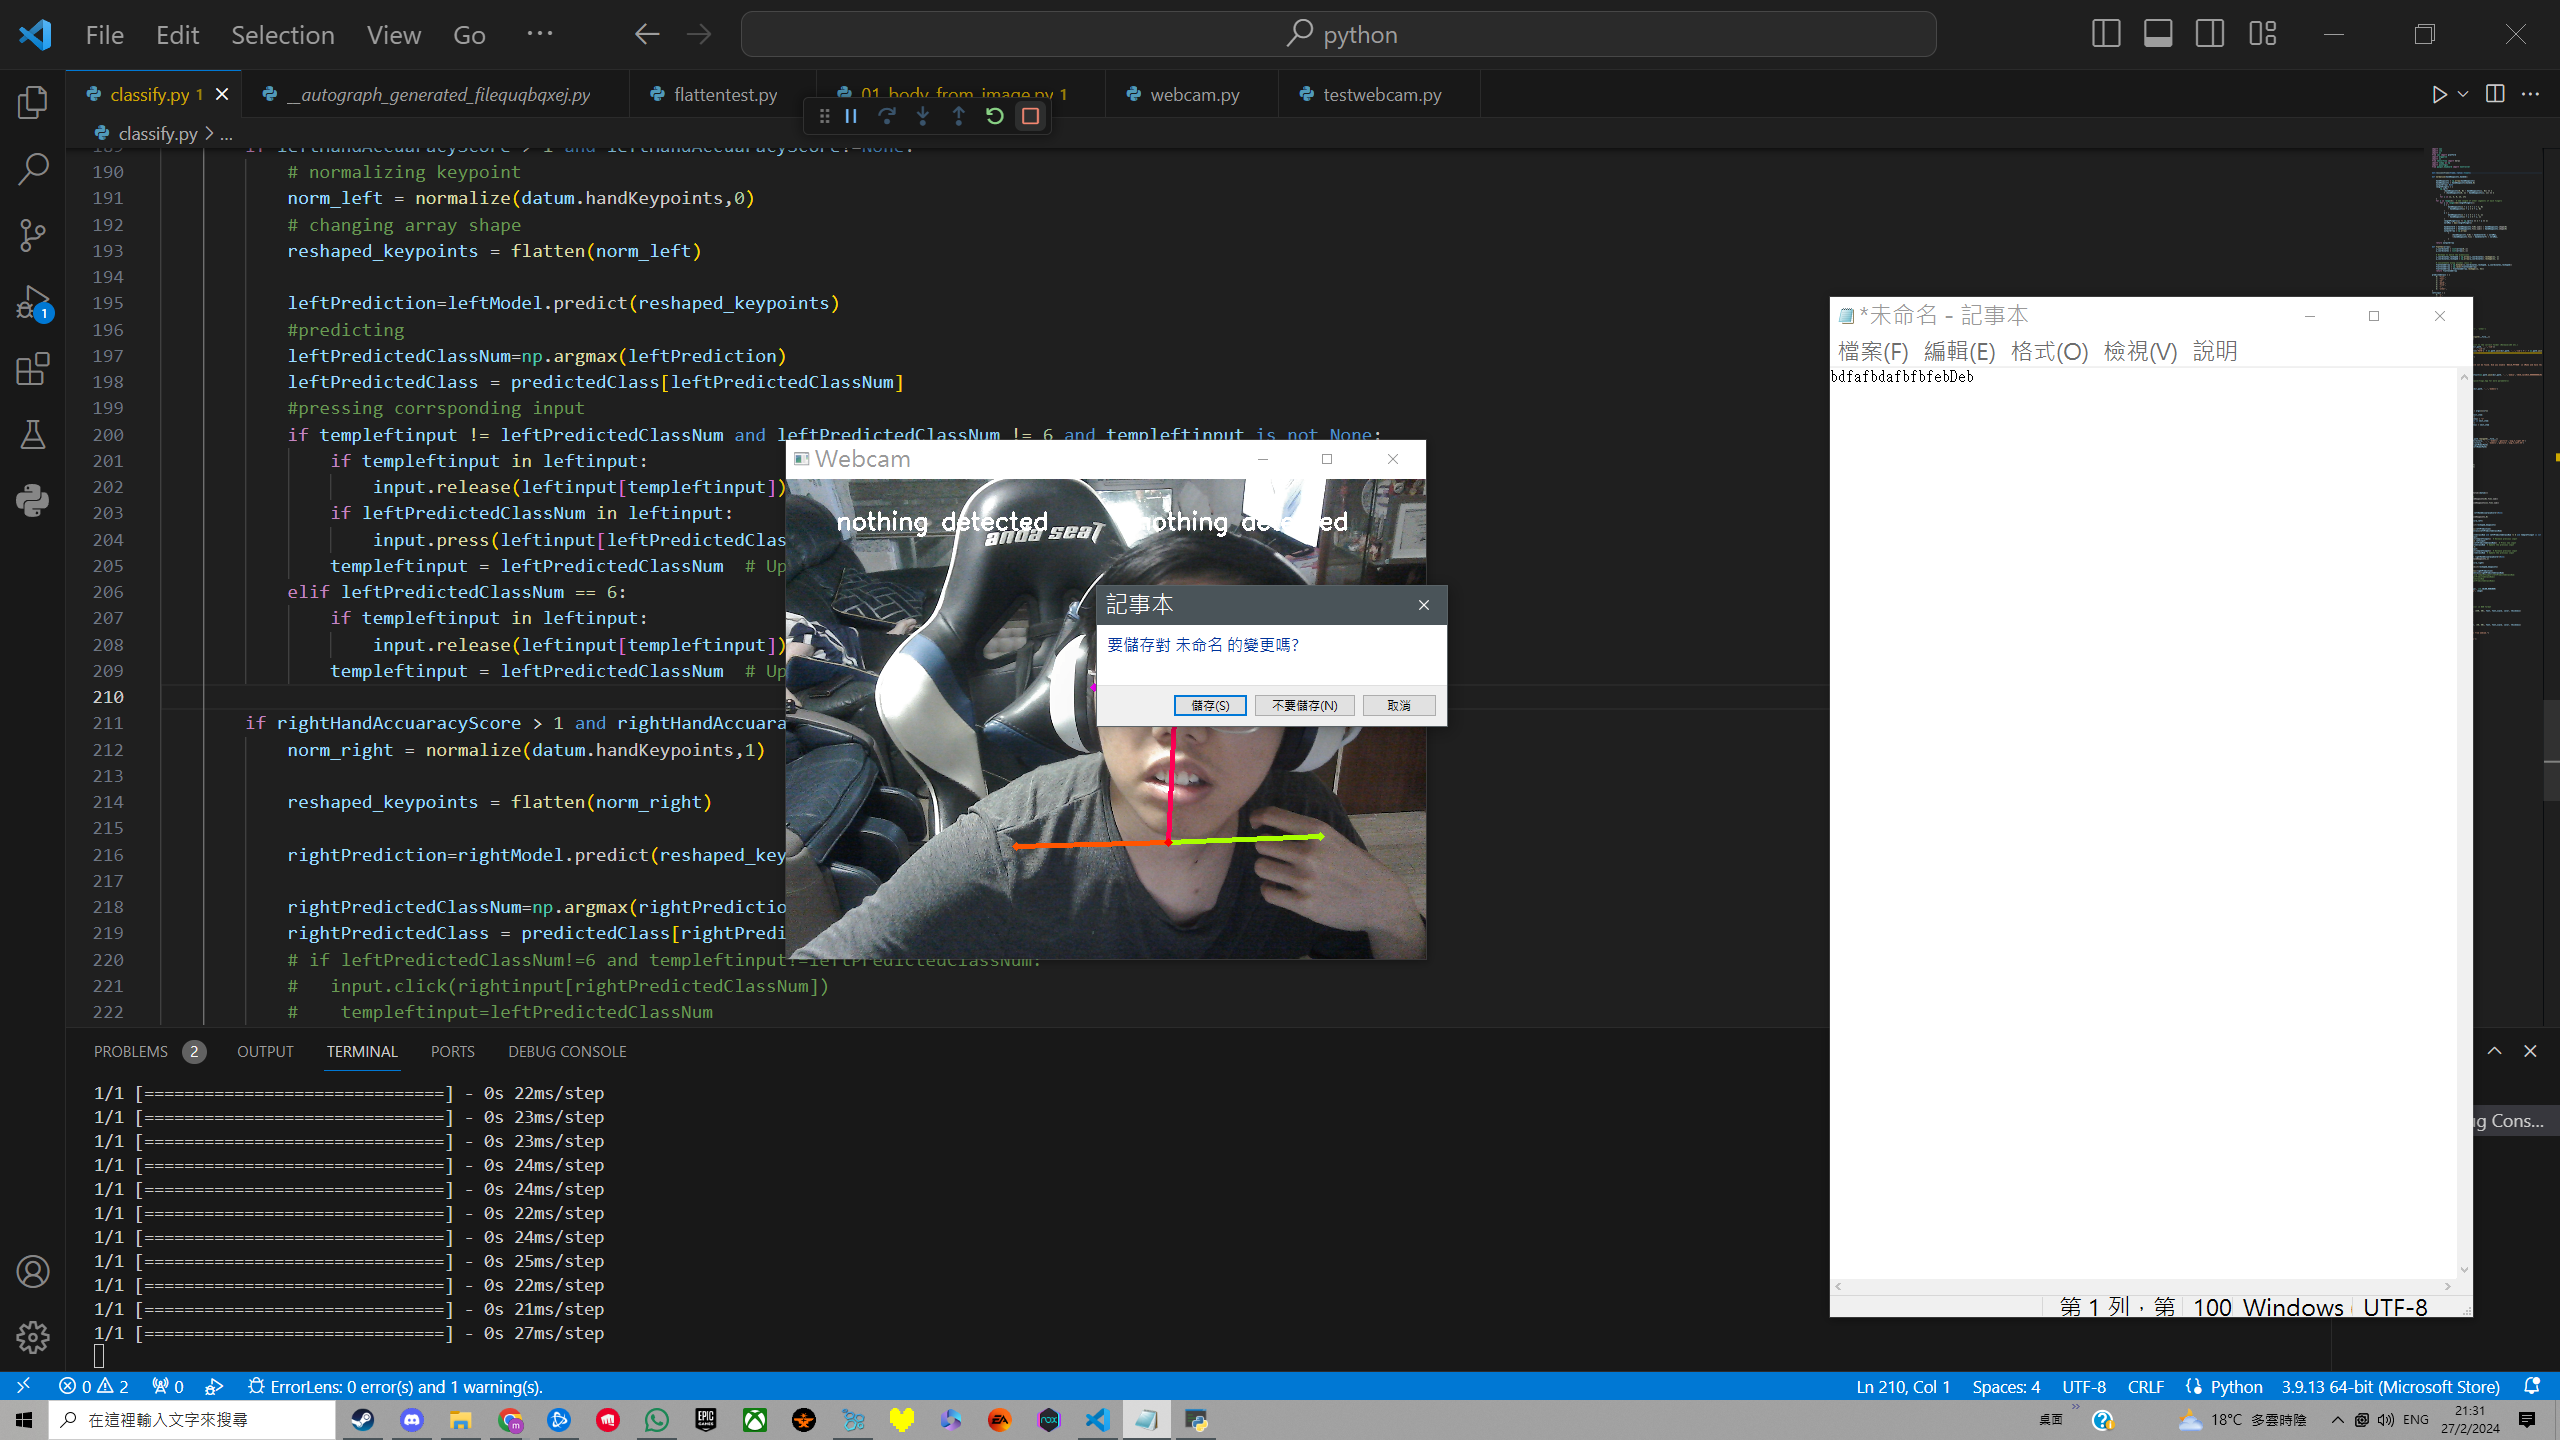 File Edit Selection View Go ··· python
classify.py 1 __autograph_generated_filequqbqxej.py flattentest.py 01_body_from_image.py 1 webcam.py testwebcam.py
classify.py > ...
190 # normalizing keypoint
191 norm_left = normalize(datum.handKeypoints,0)
192 # changing array shape
193 reshaped_keypoints = flatten(norm_left)
194
195 leftPrediction=leftModel.predict(reshaped_keypoints)
196 #predicting
197 leftPredictedClassNum=np.argmax(leftPrediction)
198 leftPredictedClass = predictedClass[leftPredictedClassNum]
199 #pressing corrsponding input
200 if templeftinput != leftPredictedClassNum and leftPredictedClassNum != 6 and templeftinput is not None:
201 if templeftinput in leftinput:
202 input.release(leftinput[templeftinput])
203 if leftPredictedClassNum in leftinput:
204 input.press(leftinput[leftPredictedClas
205 templeftinput = leftPredictedClassNum # Up
206 elif leftPredictedClassNum == 6:
207 if templeftinput in leftinput:
208 input.release(leftinput[templeftinput])
209 templeftinput = leftPredictedClassNum # Up
210
211 if rightHandAccuaracyScore > 1 and rightHandAccuara
212 norm_right = normalize(datum.handKeypoints,1)
213
214 reshaped_keypoints = flatten(norm_right)
215
216 rightPrediction=rightModel.predict(reshaped_key
217
218 rightPredictedClassNum=np.argmax(rightPredictio
219 rightPredictedClass = predictedClass[rightPredi
220 # if leftPredictedClassNum!=6 and templeftinput!=leftPredictedClassNum:
221 # input.click(rightinput[rightPredictedClassNum])
222 # templeftinput=leftPredictedClassNum
Webcam
nothing detected nothing detected
anda seaT
記事本
要儲存對 未命名 的變更嗎?
儲存(S) 不要儲存(N) 取消
*未命名 - 記事本
檔案(F) 編輯(E) 格式(O) 檢視(V) 說明
bdfafbdafbfbfebDeb
第 1 列，第 100 Windows UTF-8
PROBLEMS 2 OUTPUT TERMINAL PORTS DEBUG CONSOLE
1/1 [==============================] - 0s 22ms/step
1/1 [==============================] - 0s 23ms/step
1/1 [==============================] - 0s 23ms/step
1/1 [==============================] - 0s 24ms/step
1/1 [==============================] - 0s 24ms/step
1/1 [==============================] - 0s 22ms/step
1/1 [==============================] - 0s 24ms/step
1/1 [==============================] - 0s 25ms/step
1/1 [==============================] - 0s 22ms/step
1/1 [==============================] - 0s 21ms/step
1/1 [==============================] - 0s 27ms/step
ug Cons...
0 2 0 ErrorLens: 0 error(s) and 1 warning(s). Ln 210, Col 1 Spaces: 4 UTF-8 CRLF Python 3.9.13 64-bit (Microsoft Store)
在這裡輸入文字來搜尋 EPIC GAMES EA nox 桌面 18°C 多雲時陰 ENG 21:31
27/2/2024